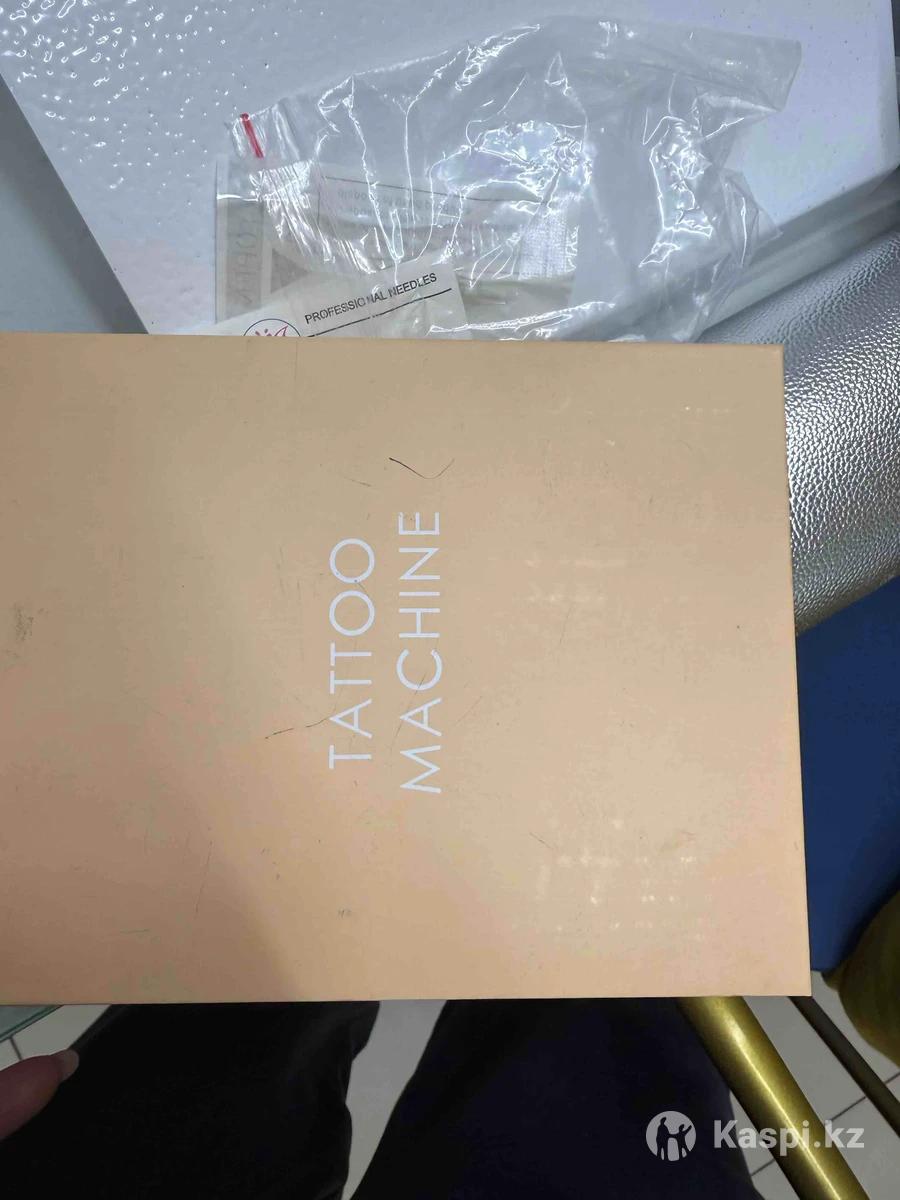 PROFESSIONAL NEEDLES
TATTOO
MACHINE
Kaspi.kz